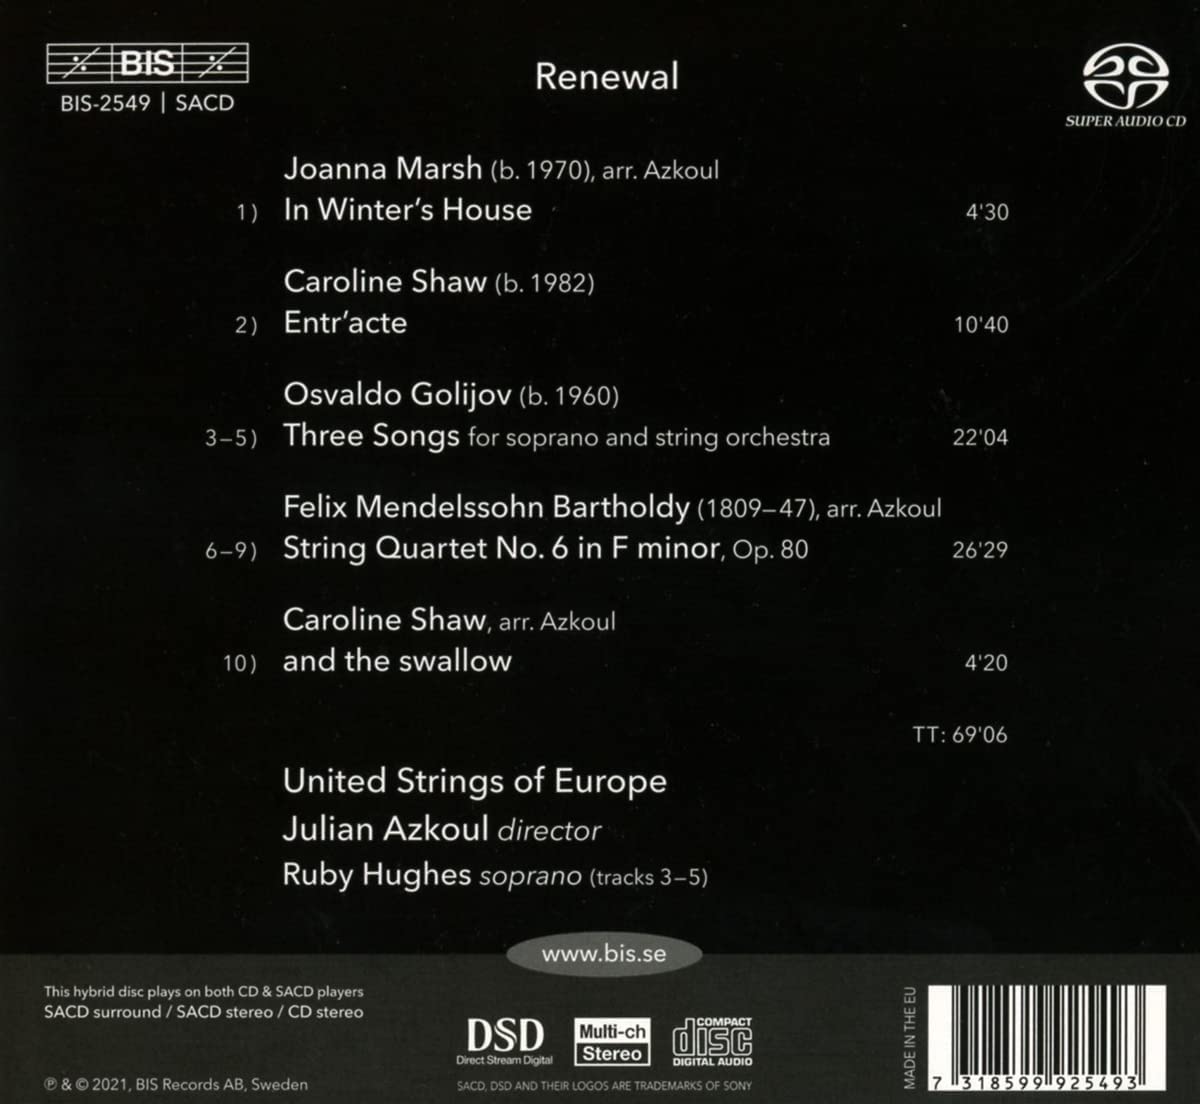 BIS
BIS-2549 | SACD
Renewal
SUPER AUDIO CD
Joanna Marsh (b. 1970), arr. Azkoul
1) In Winter's House 4'30
Caroline Shaw (b. 1982)
2) Entr'acte 10'40
Osvaldo Golijov (b. 1960)
3–5) Three Songs for soprano and string orchestra 22'04
Felix Mendelssohn Bartholdy (1809–47), arr. Azkoul
6–9) String Quartet No. 6 in F minor, Op. 80 26'29
Caroline Shaw, arr. Azkoul
10) and the swallow 4'20
TT: 69'06
United Strings of Europe
Julian Azkoul director
Ruby Hughes soprano (tracks 3–5)
www.bis.se
This hybrid disc plays on both CD & SACD players
SACD surround / SACD stereo / CD stereo
℗ & © 2021, BIS Records AB, Sweden
DSD
Direct Stream Digital
Multi-ch
Stereo
COMPACT
disc
DIGITAL AUDIO
SACD, DSD AND THEIR LOGOS ARE TRADEMARKS OF SONY
MADE IN THE EU
7 318599 925493